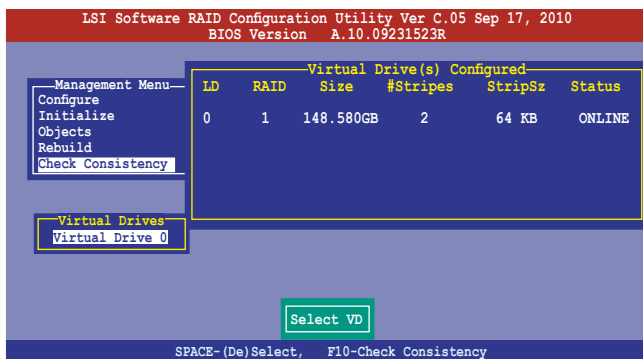 LSI Software RAID Configuration Utility Ver C.05 Sep 17, 2010
BIOS Version A.10.09231523R
Virtual Drive(s) Configured
LD RAID Size #Stripes StripSz Status
0 1 148.580GB 2 64 KB ONLINE
Management Menu
Configure
Initialize
Objects
Rebuild
Check Consistency
Virtual Drives
Virtual Drive 0
Select VD
SPACE-(De)Select, F10-Check Consistency